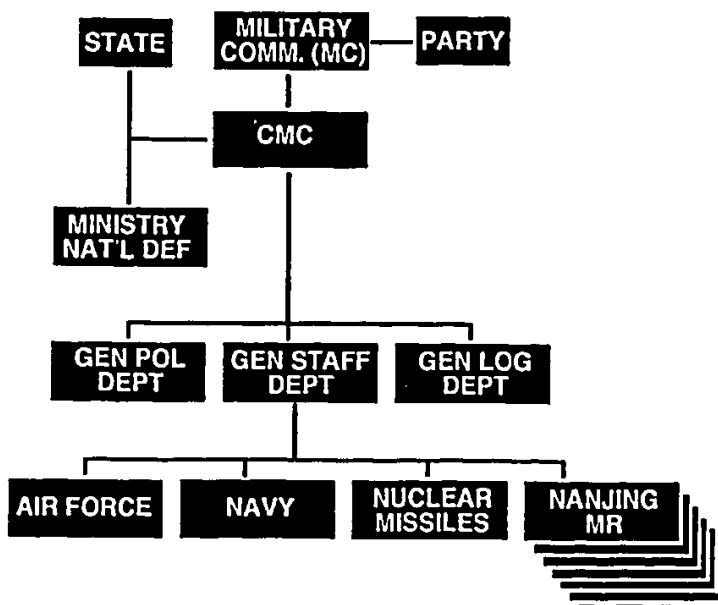 STATE
MILITARY
COMM. (MC)
PARTY
CMC
MINISTRY
NAT'L DEF
GEN POL
DEPT
GEN STAFF
DEPT
GEN LOG
DEPT
AIR FORCE
NAVY
NUCLEAR
MISSILES
NANJING
MR